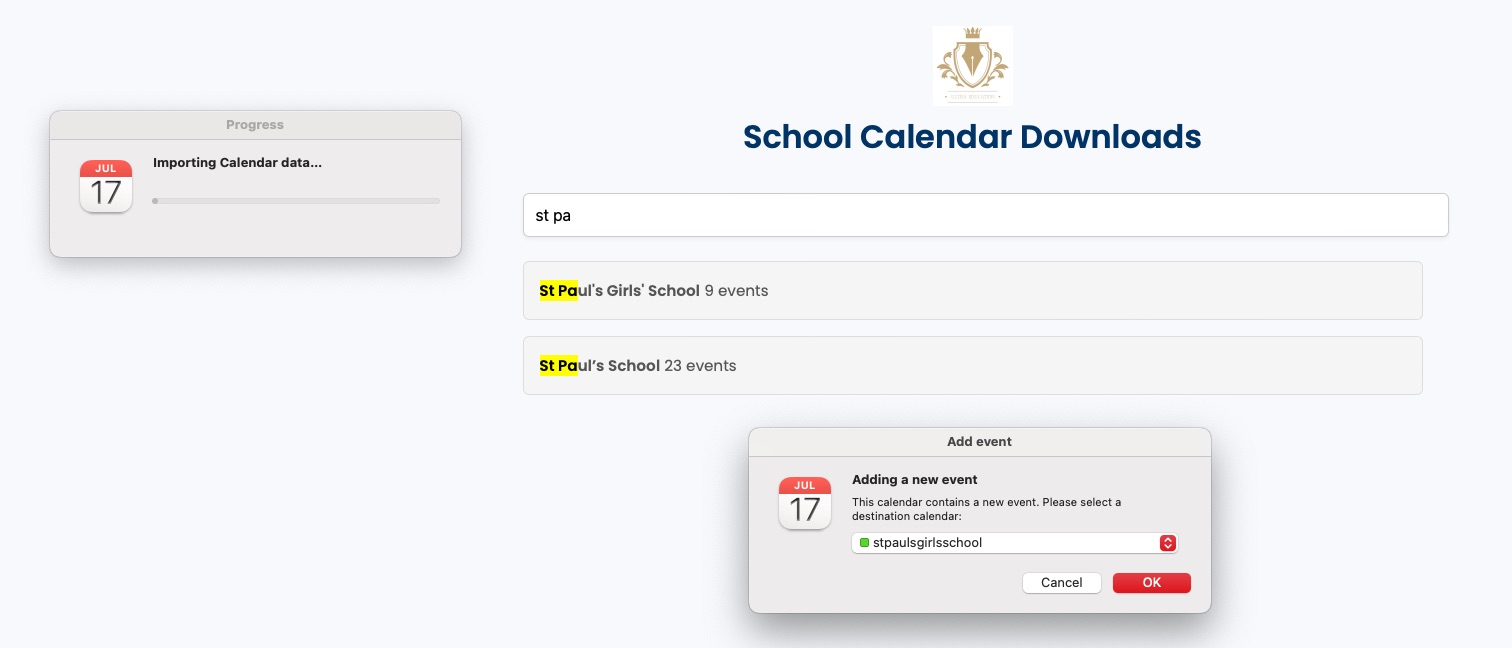 Progress
JUL
17
Importing Calendar data...
School Calendar Downloads
st pa
St Paul's Girls' School 9 events
St Paul’s School 23 events
Add event
JUL
17
Adding a new event
This calendar contains a new event. Please select a
destination calendar:
stpaulsgirlsschool
Cancel
OK